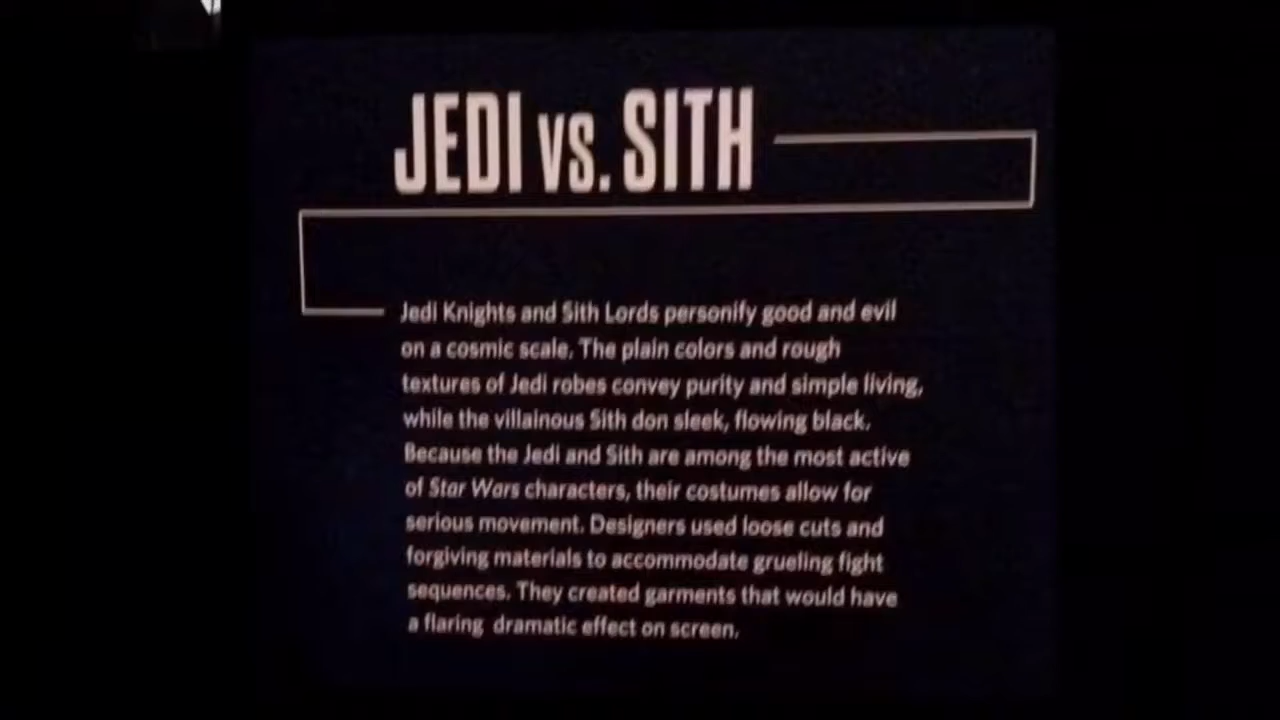 JEDI vs. SITH
Jedi Knights and Sith Lords personify good and evil
on a cosmic scale. The plain colors and rough
textures of Jedi robes convey purity and simple living,
while the villainous Sith don sleek, flowing black.
Because the Jedi and Sith are among the most active
of Star Wars characters, their costumes allow for
serious movement. Designers used loose cuts and
forgiving materials to accommodate grueling fight
sequences. They created garments that would have
a flaring dramatic effect on screen.